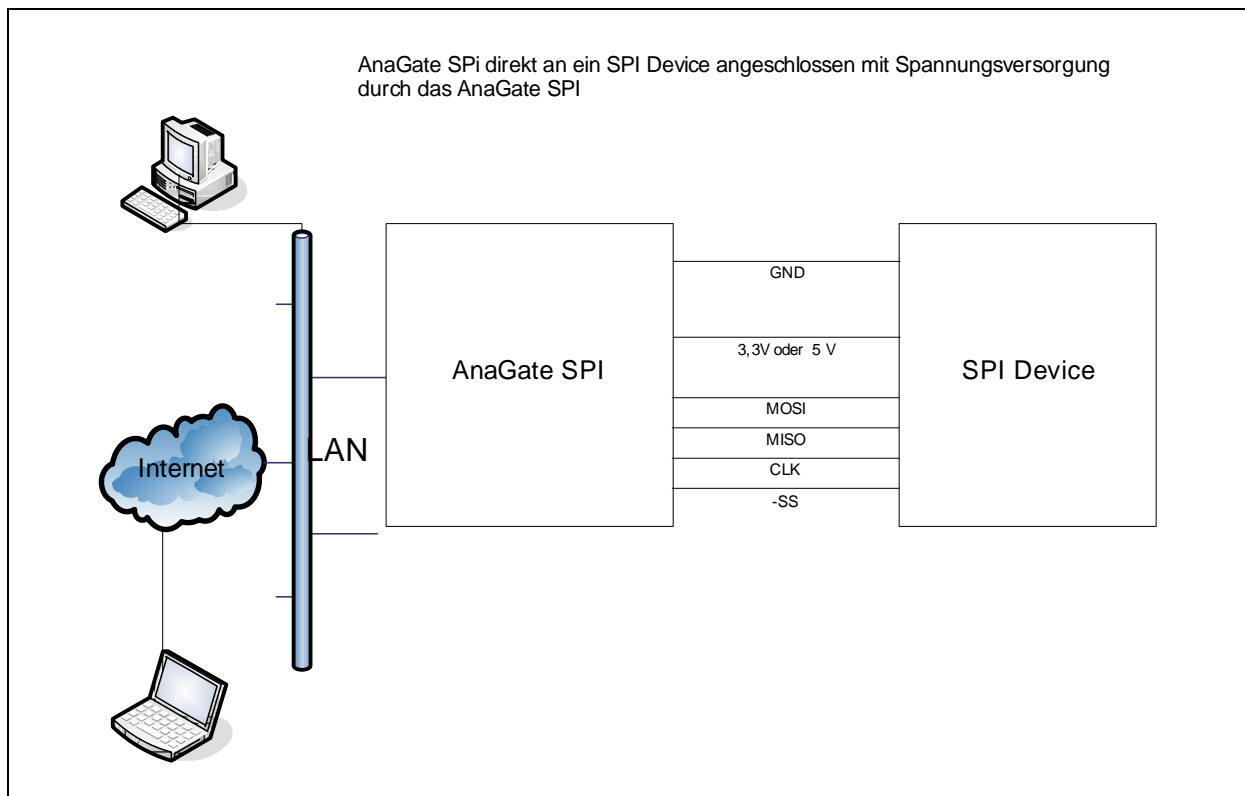 AnaGate SPi direkt an ein SPI Device angeschlossen mit Spannungsversorgung
durch das AnaGate SPI
GND
3,3V oder 5 V
AnaGate SPI
SPI Device
MOSI
MISO
CLK
-SS
LAN
Internet